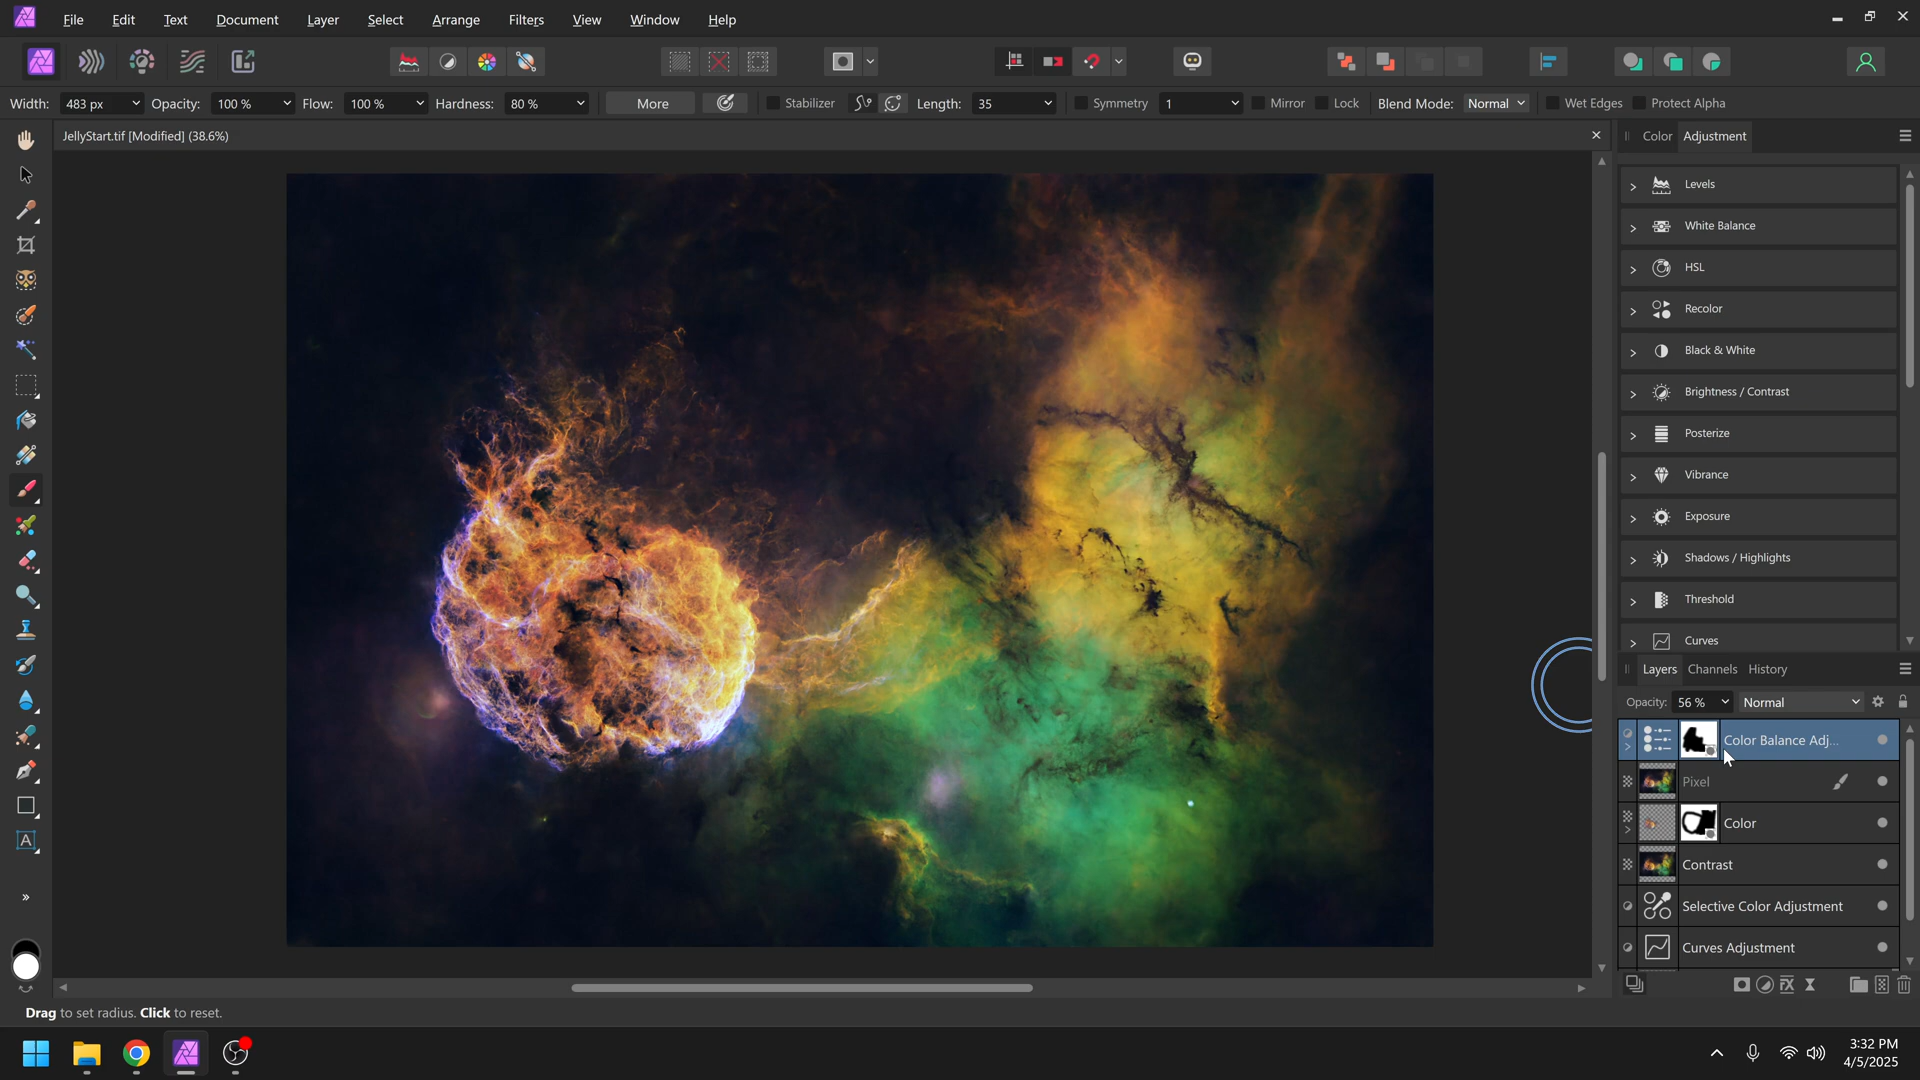 File Edit Text Document Layer Select Arrange Filters View Window Help
Width: 483 px Opacity: 100 % Flow: 100 % Hardness: 80 % More Stabilizer Length: 35 Symmetry 1 Mirror Lock Blend Mode: Normal Wet Edges Protect Alpha
JellyStart.tif [Modified] (38.6%)
Color Adjustment
Levels
White Balance
HSL
Recolor
Black & White
Brightness / Contrast
Posterize
Vibrance
Exposure
Shadows / Highlights
Threshold
Curves
Layers Channels History
Opacity: 56 % Normal
Color Balance Adj...
Pixel
Color
Contrast
Selective Color Adjustment
Curves Adjustment
FX
A
Drag to set radius. Click to reset.
3:32 PM
4/5/2025